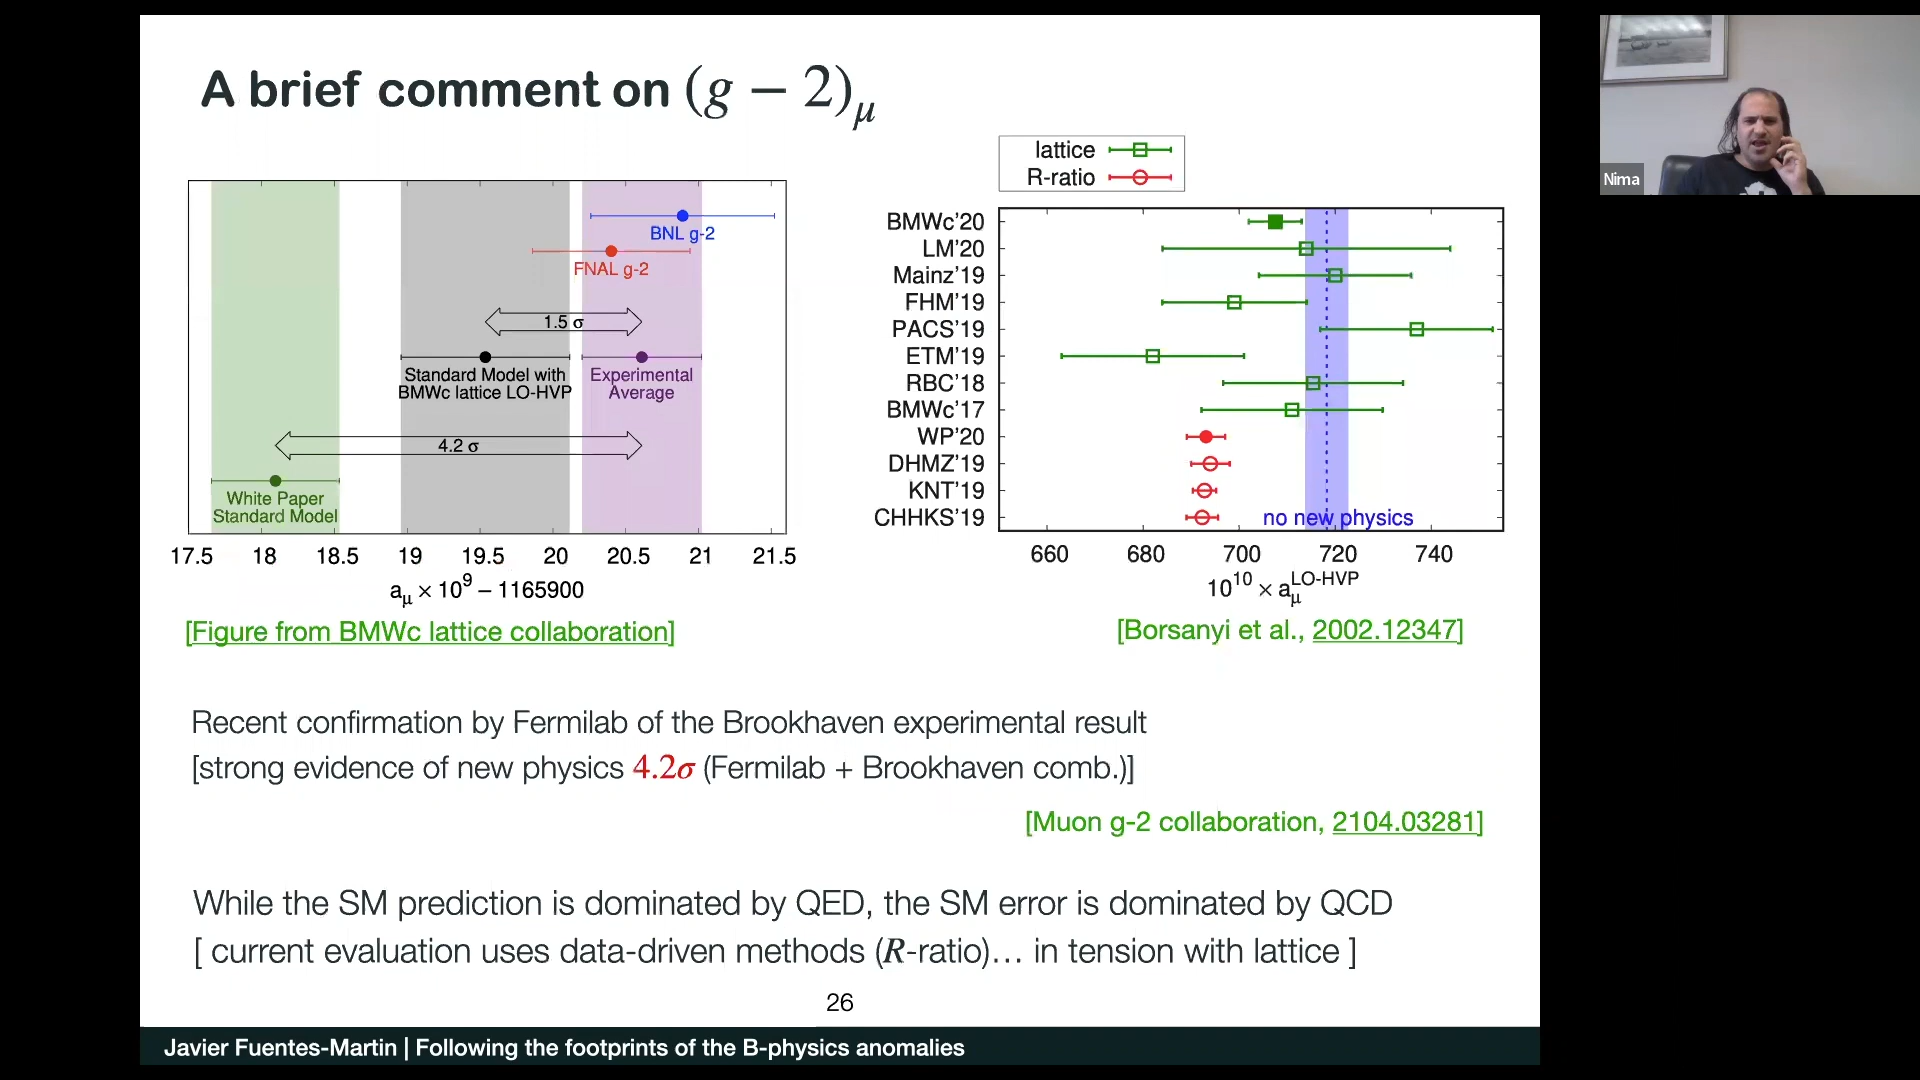 A brief comment on (g − 2)μ
BNL g-2
FNAL g-2
1.5 σ
Standard Model with
BMWc lattice LO-HVP
Experimental
Average
4.2 σ
White Paper
Standard Model
17.5 18 18.5 19 19.5 20 20.5 21 21.5
aμ × 10⁹ – 1165900
[Figure from BMWc lattice collaboration]
lattice
R-ratio
BMWc'20
LM'20
Mainz'19
FHM'19
PACS'19
ETM'19
RBC'18
BMWc'17
WP'20
DHMZ'19
KNT'19
CHHKS'19
no new physics
660 680 700 720 740
10¹⁰ × aμ^LO-HVP
[Borsanyi et al., 2002.12347]
Recent confirmation by Fermilab of the Brookhaven experimental result
[strong evidence of new physics 4.2σ (Fermilab + Brookhaven comb.)]
[Muon g-2 collaboration, 2104.03281]
While the SM prediction is dominated by QED, the SM error is dominated by QCD
[ current evaluation uses data-driven methods (R-ratio)… in tension with lattice ]
26
Javier Fuentes-Martin | Following the footprints of the B-physics anomalies
Nima